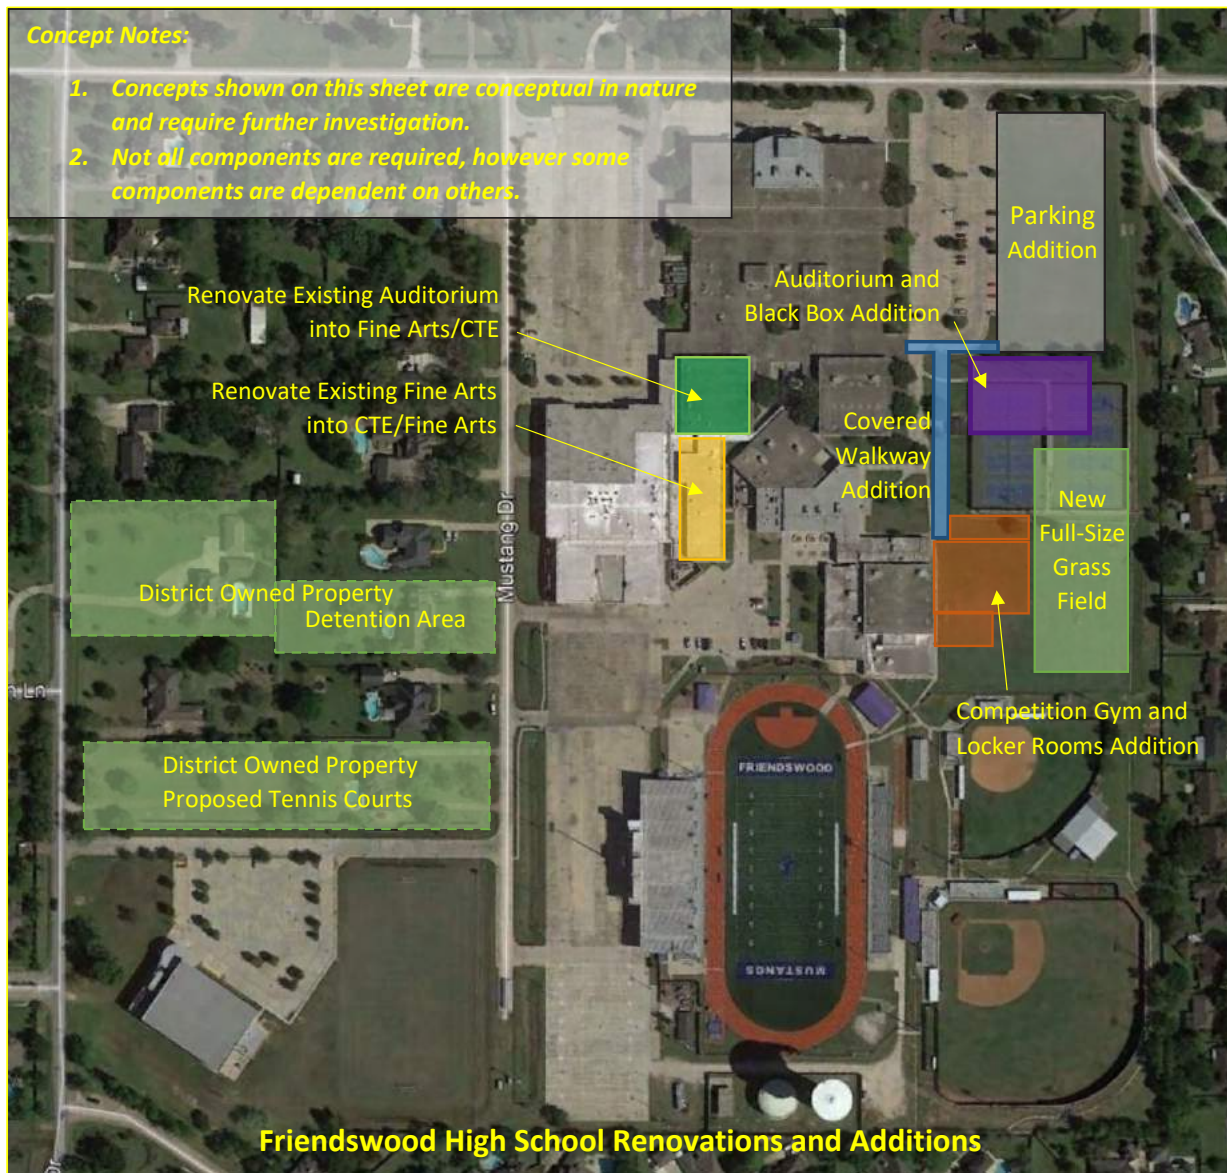 Concept Notes:
1. Concepts shown on this sheet are conceptual in nature
and require further investigation.
2. Not all components are required, however some
components are dependent on others.
Parking
Addition
Auditorium and
Black Box Addition
Renovate Existing Auditorium
into Fine Arts/CTE
Renovate Existing Fine Arts
into CTE/Fine Arts
Covered
Walkway
Addition
New
Full-Size
Grass
Field
Mustang Dr
District Owned Property
Detention Area
Ln
Competition Gym and
Locker Rooms Addition
District Owned Property
Proposed Tennis Courts
FRIENDSWOOD
MUSTANGS
Friendswood High School Renovations and Additions
Dr